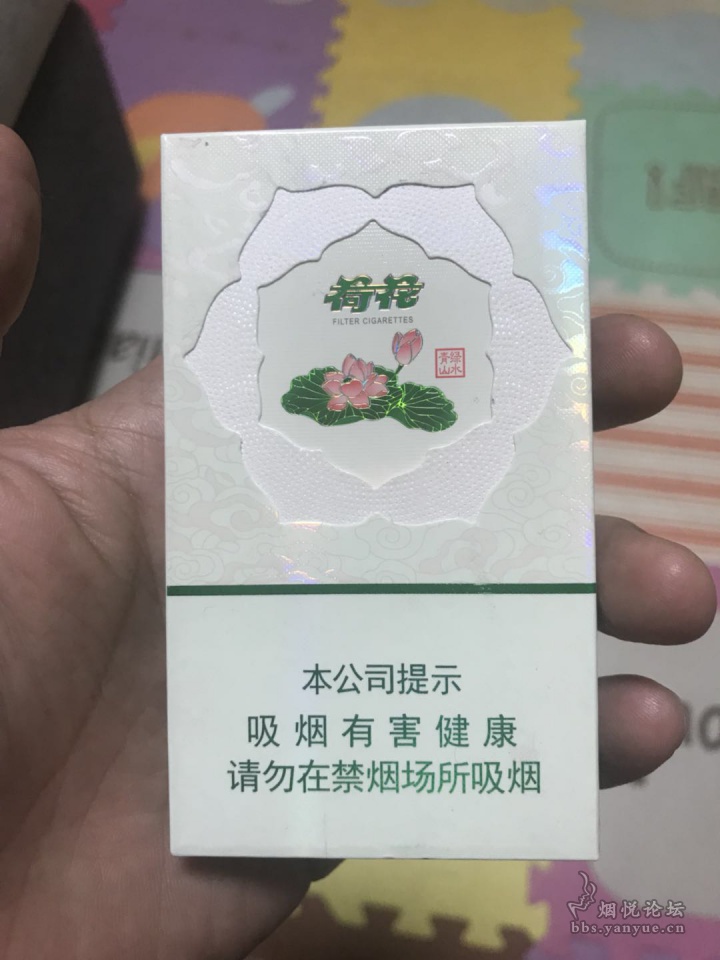 荷花
FILTER CIGARETTES
青绿
山水
本公司提示
吸烟有害健康
请勿在禁烟场所吸烟
烟悦论坛
bbs.yanyue.cn